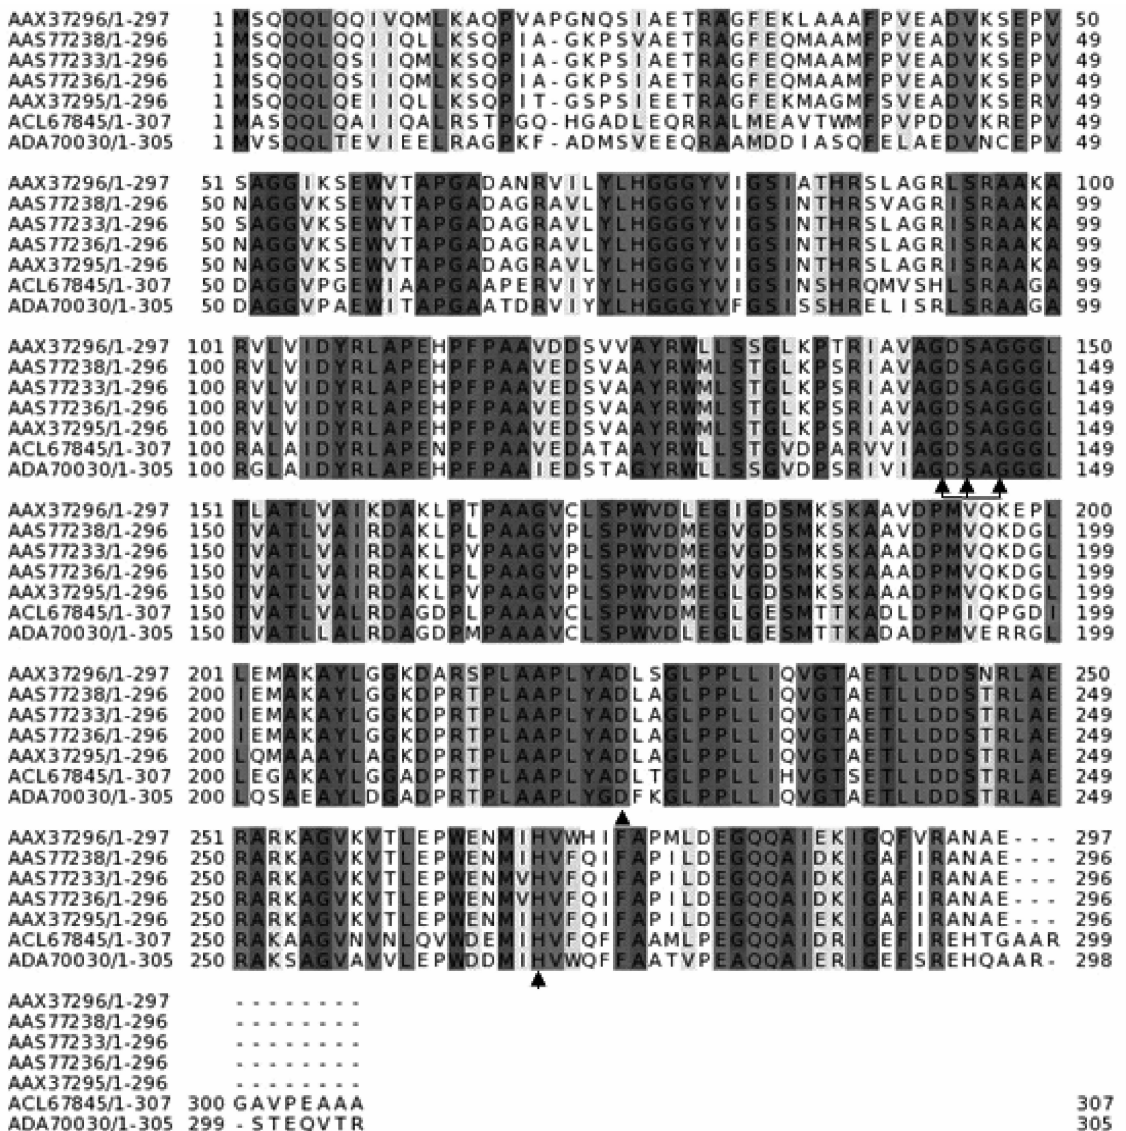 AAX37296/1-297 1 MSQQQLQQIVQMLKAQPVAPGNQSIAETRAGFEKLAAAFPVEADVKSEPV 50
AAS77238/1-296 1 MSQQQLQQIIQLLKSQPIA-GKPSVAETRAGFEQMAAMFPVEADVKSEPV 49
AAS77233/1-296 1 MSQQQLQSIIQMLKSQPIA-GKPSIAETRAGFEQMAAMFPVEADVKSEPV 49
AAS77236/1-296 1 MSQQQLQSIIQMLKSQPIA-GKPSIAETRAGFEQMAAMFPVEADVKSEPV 49
AAX37295/1-296 1 MSQQQLQEIIQLLKSQPIT-GSPSIEETRAGFEKMAGMFSVEADVKSERV 49
ACL67845/1-307 1 MASQQLQAIIQALRSTPGQ-HGADLEQRRALMEAVTWMFPVPDDVKREPV 49
ADA70030/1-305 1 MVSQQLTEVIEELRAGPKF-ADMSVEEQRAAMDDIASQFELAEDVNCEPV 49
AAX37296/1-297 51 SAGGIKSEWVTAPGADANRVILYLHGGGYVIGSIATHRSLAGRLSRAAKA 100
AAS77238/1-296 50 NAGGVKSEWVTAPGADAGRAVLYLHGGGYVIGSINTHRSVAGRISRAAKA 99
AAS77233/1-296 50 SAGGVKSEWVTAPGADAGRAVLYLHGGGYVIGSINTHRSLAGRISRAAKA 99
AAS77236/1-296 50 NAGGVKSEWVTAPGADAGRAVLYLHGGGYVIGSINTHRSLAGRISRAAKA 99
AAX37295/1-296 50 NAGGVKSEWVTAPGADAGRAVLYLHGGGYVIGSINTHRSLAGRISRAAKA 99
ACL67845/1-307 50 DAGGVPGEWIAAPGAAPERVIYYLHGGGYVIGSINSHRQMVSHLSRAAGA 99
ADA70030/1-305 50 DAGGVPAEWITAPGAATDRVIYYLHGGGYVFGSISSHRELISRLSRAAGA 99
AAX37296/1-297 101 RVLVIDYRLAPEHPFPAAVDDSVVAYRWLLSSGLKPTRIAVAGDSAGGGL 150
AAS77238/1-296 100 RVLVIDYRLAPEHPFPAAVEDSVAAYRWMLSTGLKPSRIAVAGDSAGGGL 149
AAS77233/1-296 100 RVLVIDYRLAPEHPFPAAVEDSVAAYRWMLSTGLKPSRIAVAGDSAGGGL 149
AAS77236/1-296 100 RVLVIDYRLAPEHPFPAAVEDSVAAYRWMLSTGLKPSRIAVAGDSAGGGL 149
AAX37295/1-296 100 RVLVIDYRLAPEHPFPAAVEDSVAAYRWMLSTGLKPSRIAVAGDSAGGGL 149
ACL67845/1-307 100 RALAIDYRLAPENPFPAAVEDATAAYRWLLSTGVDPARVVIAGDSAGGGL 149
ADA70030/1-305 100 RGLAIDYRLAPEHPFPAAIEDSTAGYRWLLSSGVDPSRIVIAGDSAGGGL 149
AAX37296/1-297 151 TLATLVAIKDAKLPTPAAGVCLSPWVDLEGIGDSMKSKAAVDPMVQKEPL 200
AAS77238/1-296 150 TVATLVAIRDAKLPLPAAGVPLSPWVDMEGIGDSMKSKAAVDPMVQKDGL 199
AAS77233/1-296 150 TVATLVAIRDAKLPVPAAGVPLSPWVDMEGVGDSMKSKAAADPMVQKDGL 199
AAS77236/1-296 150 TVATLVAIRDAKLPLPAAGVPLSPWVDMEGVGDSMKSKAAADPMVQKDGL 199
AAX37295/1-296 150 TVATLVAIRDAKLPVPAAGVPLSPWVDMEGVGDSMKSKAAADPMVQKDGL 199
ACL67845/1-307 150 TVATLVALRDAGDPLPAAAVCLSPWVDMEGLGESMTTKADLDPMIQPGDI 199
ADA70030/1-305 150 TVATLLALRDAGDPMPAAAVCLSPWVDLEGLGESMTTKADADPMVERRGL 199
AAX37296/1-297 201 LEMAKAYLGGKDARSPLAAPLYADLSGLPPLLIQVGTAETLLDDSNRLAE 250
AAS77238/1-296 200 IEMAKAYLGGKDPRTPLAAPLYADLAGLPPLLIQVGTAETLLDDSTRLAE 249
AAS77233/1-296 200 IEMAKAYLGGKDPRTPLAAPLYADLAGLPPLLIQVGTAETLLDDSTRLAE 249
AAS77236/1-296 200 IEMAKAYLGGKDPRTPLAAPLYADLAGLPPLLIQVGTAETLLDDSTRLAE 249
AAX37295/1-296 200 LQMAAAYLAGKDPRTPLAAPLYADLAGLPPLLIQVGTAETLLDDSTRLAE 249
ACL67845/1-307 200 LEGAKAYLGGADPRTPLAAPLYADLTGLPPLLIHVGTSETLLDDSTRLAE 249
ADA70030/1-305 200 LQSAEAYLDGADPRTPLAAPLYGDFKGLPPLLIQVGTAETLLDDSTRLAE 249
AAX37296/1-297 251 RARKAGVKVTLEPWENMIHVWHIFAPMLDEGQQAIEKIGQFVRANAE--- 297
AAS77238/1-296 250 RARKAGVKVTLEPWENMIHVFQIFAPILDEGQQAIDKIGAFIRANAE--- 296
AAS77233/1-296 250 RARKAGVKVTLEPWENMVHVFQIFAPILDEGQQAIDKIGAFIRANAE--- 296
AAS77236/1-296 250 RARKAGVKVTLEPWENMVHVFQIFAPILDEGQQAIDKIGAFIRANAE--- 296
AAX37295/1-296 250 RARKAGVKVTLEPWENMIHVFQIFAPILDEGQQAIEKIGAFIRANAE--- 296
ACL67845/1-307 250 RAKAAGVNVNLQVWDEMIHVFQFFAAMLPEGQQAIDRIGEFIREHTGAAR 299
ADA70030/1-305 250 RAKSAGVAVVLEPWDDMIHVWQFFAATVPEAQQAIERIGEFSREHQAAR- 298
AAX37296/1-297 --------
AAS77238/1-296 --------
AAS77233/1-296 --------
AAS77236/1-296 --------
AAX37295/1-296 --------
ACL67845/1-307 300 GAVPEAAA 307
ADA70030/1-305 299 -STEQVTR 305